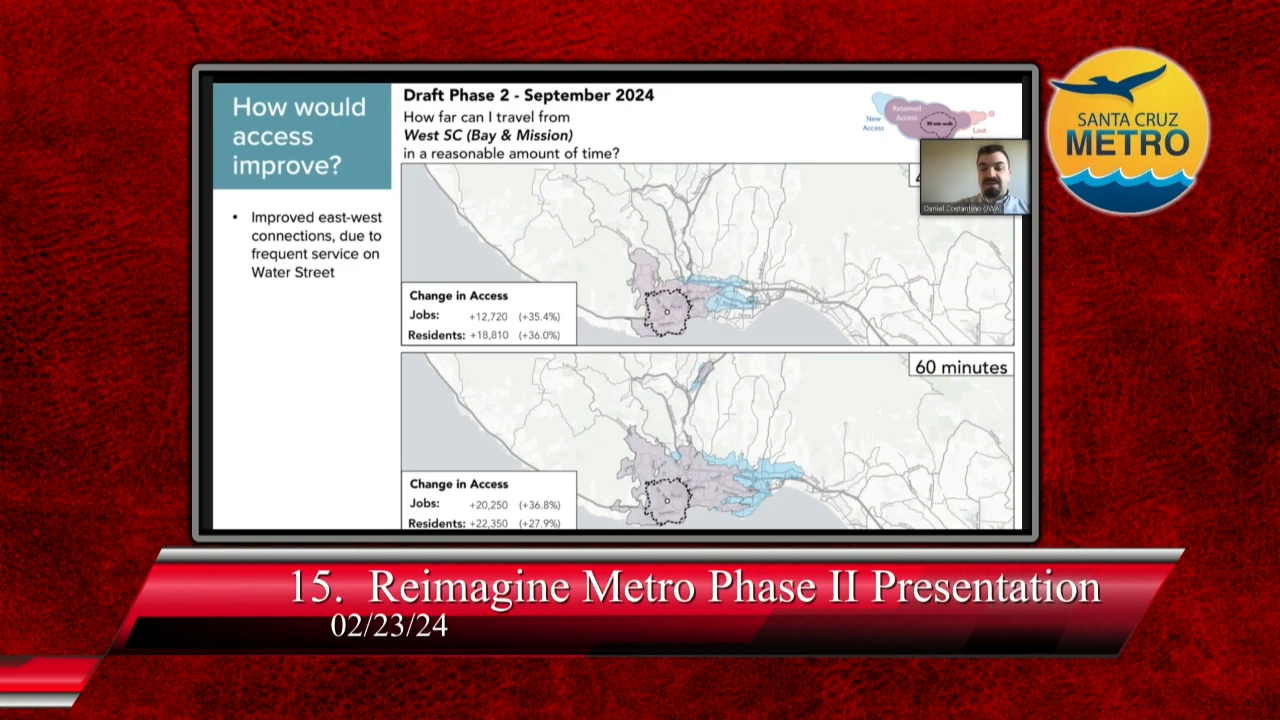 How would
access
improve?
• Improved east-west
connections, due to
frequent service on
Water Street
Draft Phase 2 - September 2024
How far can I travel from
West SC (Bay & Mission)
in a reasonable amount of time?
New
Access
Retained
Access
Lost
Daniel Costantino (JWA)
SANTA CRUZ
METRO
Change in Access
Jobs: +12,720 (+35.4%)
Residents: +18,810 (+36.0%)
60 minutes
Change in Access
Jobs: +20,250 (+36.8%)
Residents: +22,350 (+27.9%)
15. Reimagine Metro Phase II Presentation
02/23/24